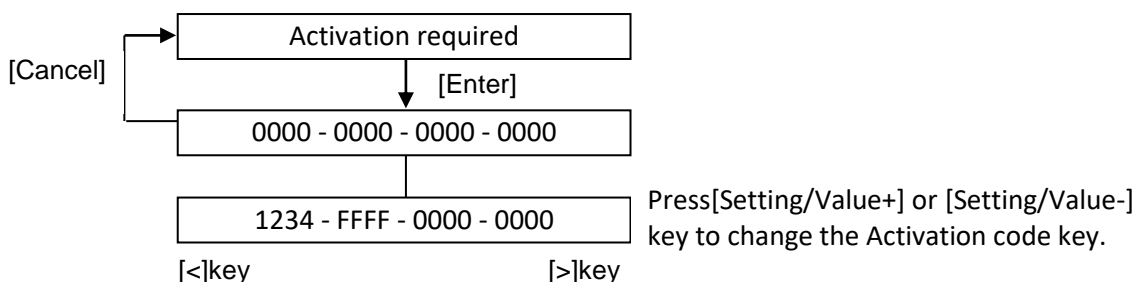 Activation required
[Cancel]
[Enter]
0000 - 0000 - 0000 - 0000
1234 - FFFF - 0000 - 0000
Press[Setting/Value+] or [Setting/Value-]
key to change the Activation code key.
[<]key
[>]key